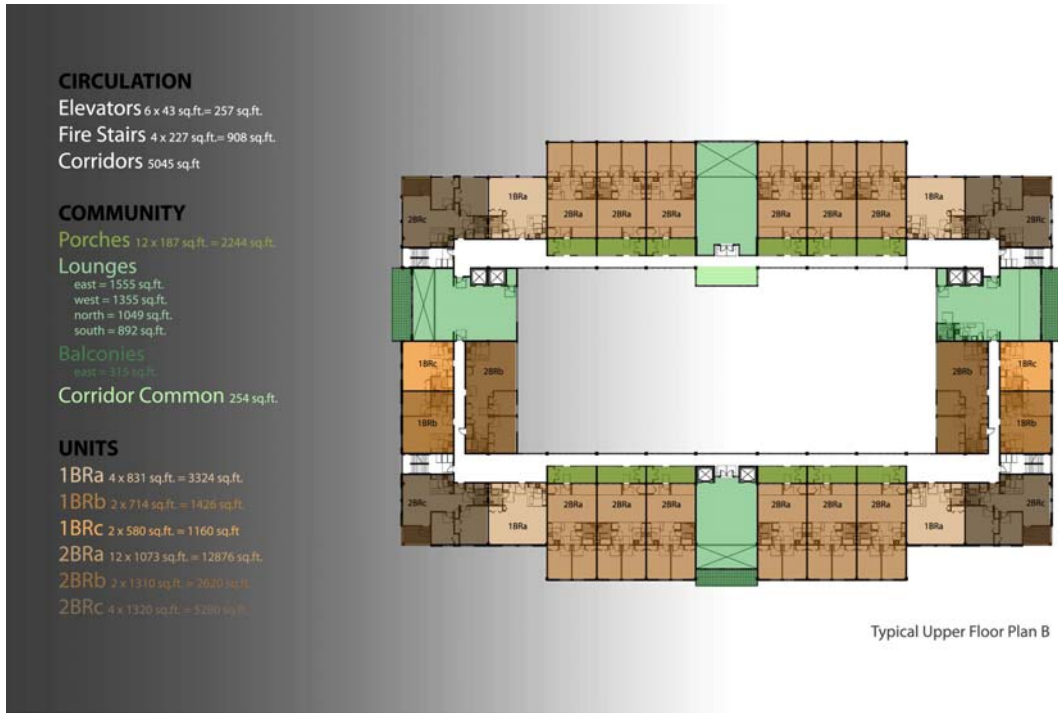 CIRCULATION
Elevators 6 x 43 sq.ft.= 257 sq.ft.
Fire Stairs 4 x 227 sq.ft.= 908 sq.ft.
Corridors 5045 sq.ft
COMMUNITY
Porches 12 x 187 sq.ft. = 2244 sq.ft.
Lounges
east = 1555 sq.ft.
west = 1355 sq.ft.
north = 1049 sq.ft.
south = 892 sq.ft.
Balconies
east = 315 sq.ft.
Corridor Common 254 sq.ft.
UNITS
1BRa 4 x 831 sq.ft. = 3324 sq.ft.
1BRb 2 x 714 sq.ft. = 1426 sq.ft.
1BRc 2 x 580 sq.ft. = 1160 sq.ft
2BRa 12 x 1073 sq.ft. = 12876 sq.ft.
2BRb 2 x 1310 sq.ft. = 2620 sq.ft.
2BRc 4 x 1320 sq.ft. = 5280 sq.ft.
2BRc
1BRa
2BRa
2BRa
2BRa
2BRa
2BRa
2BRa
1BRa
2BRc
1BRc
2BRb
2BRb
1BRc
1BRb
1BRb
2BRc
1BRa
2BRa
2BRa
2BRa
2BRa
2BRa
2BRa
1BRa
2BRc
Typical Upper Floor Plan B